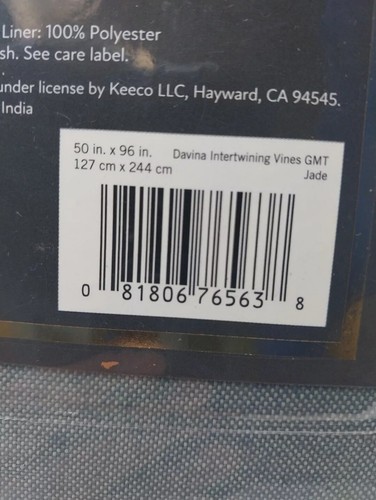 Liner: 100% Polyester
sh. See care label.
under license by Keeco LLC, Hayward, CA 94545.
India
50 in. x 96 in. Davina Intertwining Vines GMT
127 cm x 244 cm Jade
0 81806 76563 8